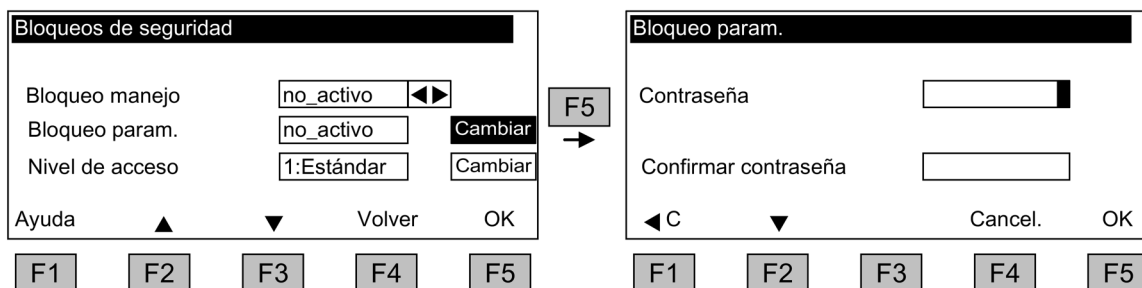 Bloqueos de seguridad
Bloqueo manejo no_activo
Bloqueo param. no_activo Cambiar
Nivel de acceso 1:Estándar Cambiar
Ayuda Volver OK
F1 F2 F3 F4 F5
F5
Bloqueo param.
Contraseña
Confirmar contraseña
C Cancel. OK
F1 F2 F3 F4 F5